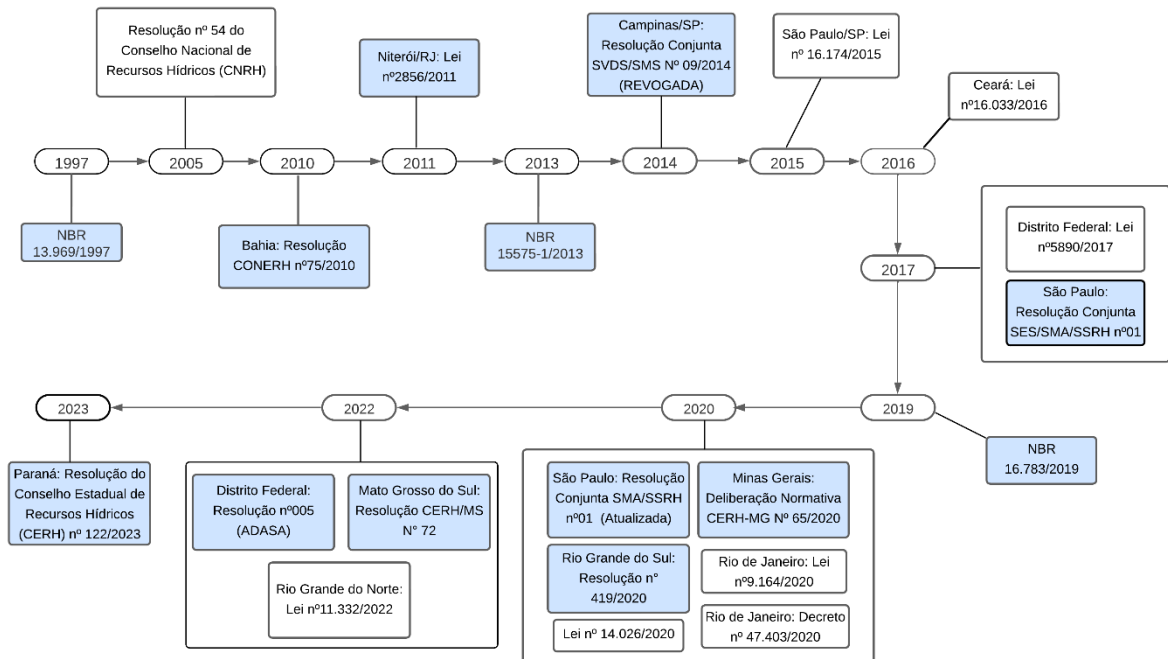 Resolução nº 54 do
Conselho Nacional de
Recursos Hídricos (CNRH)
Niterói/RJ: Lei
nº2856/2011
Campinas/SP:
Resolução Conjunta
SVDS/SMS Nº 09/2014
(REVOGADA)
São Paulo/SP: Lei
nº 16.174/2015
Ceará: Lei
nº16.033/2016
1997
2005
2010
2011
2013
2014
2015
2016
NBR
13.969/1997
Bahia: Resolução
CONERH nº75/2010
NBR
15575-1/2013
2017
Distrito Federal: Lei
nº5890/2017
São Paulo:
Resolução Conjunta
SES/SMA/SSRH nº01
2023
2022
2020
2019
Paraná: Resolução do
Conselho Estadual de
Recursos Hídricos
(CERH) nº 122/2023
Distrito Federal:
Resolução nº005
(ADASA)
Mato Grosso do Sul:
Resolução CERH/MS
N° 72
Rio Grande do Norte:
Lei nº11.332/2022
São Paulo: Resolução
Conjunta SMA/SSRH
nº01 (Atualizada)
Minas Gerais:
Deliberação Normativa
CERH-MG Nº 65/2020
Rio Grande do Sul:
Resolução n°
419/2020
Rio de Janeiro: Lei
nº9.164/2020
Lei nº 14.026/2020
Rio de Janeiro: Decreto
nº 47.403/2020
NBR
16.783/2019